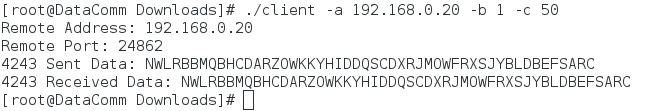 [root@DataComm Downloads]# ./client -a 192.168.0.20 -b 1 -c 50
Remote Address: 192.168.0.20
Remote Port: 24862
4243 Sent Data: NWLRBBMQBHCDARZOWKKYHIDDQSCDXRJMOWFRXSJYBLDBEFSARC
4243 Received Data: NWLRBBMQBHCDARZOWKKYHIDDQSCDXRJMOWFRXSJYBLDBEFSARC
[root@DataComm Downloads]#